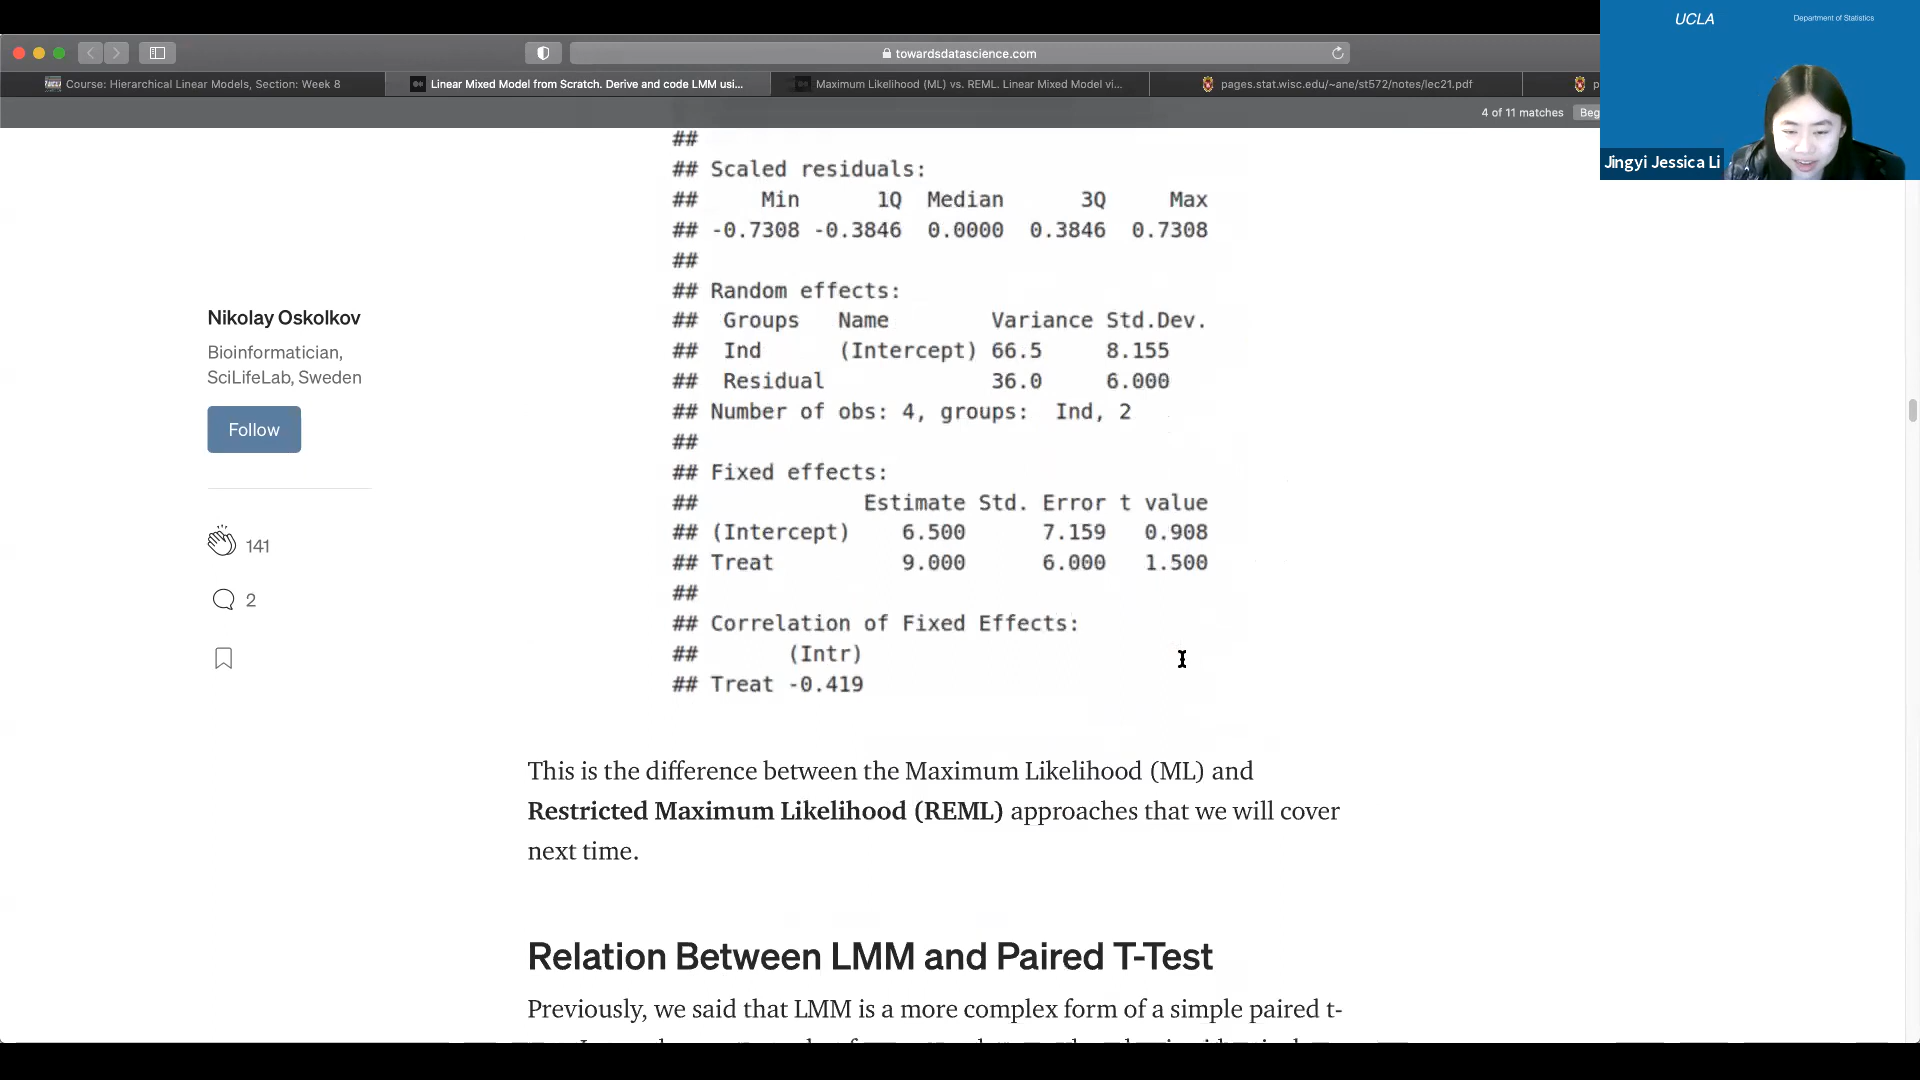 UCLA
Department of Statistics
towardsdatascience.com
Course: Hierarchical Linear Models, Section: Week 8
Linear Mixed Model from Scratch. Derive and code LMM usi...
Maximum Likelihood (ML) vs. REML. Linear Mixed Model vi...
pages.stat.wisc.edu/~ane/st572/notes/lec21.pdf
p
4 of 11 matches
Beg
Jingyi Jessica Li
##
## Scaled residuals:
## Min 1Q Median 3Q Max
## -0.7308 -0.3846 0.0000 0.3846 0.7308
##
## Random effects:
## Groups Name Variance Std.Dev.
## Ind (Intercept) 66.5 8.155
## Residual 36.0 6.000
## Number of obs: 4, groups: Ind, 2
##
## Fixed effects:
## Estimate Std. Error t value
## (Intercept) 6.500 7.159 0.908
## Treat 9.000 6.000 1.500
##
## Correlation of Fixed Effects:
## (Intr)
## Treat -0.419
Nikolay Oskolkov
Bioinformatician,
SciLifeLab, Sweden
Follow
141
2
This is the difference between the Maximum Likelihood (ML) and
Restricted Maximum Likelihood (REML) approaches that we will cover
next time.
Relation Between LMM and Paired T-Test
Previously, we said that LMM is a more complex form of a simple paired t-